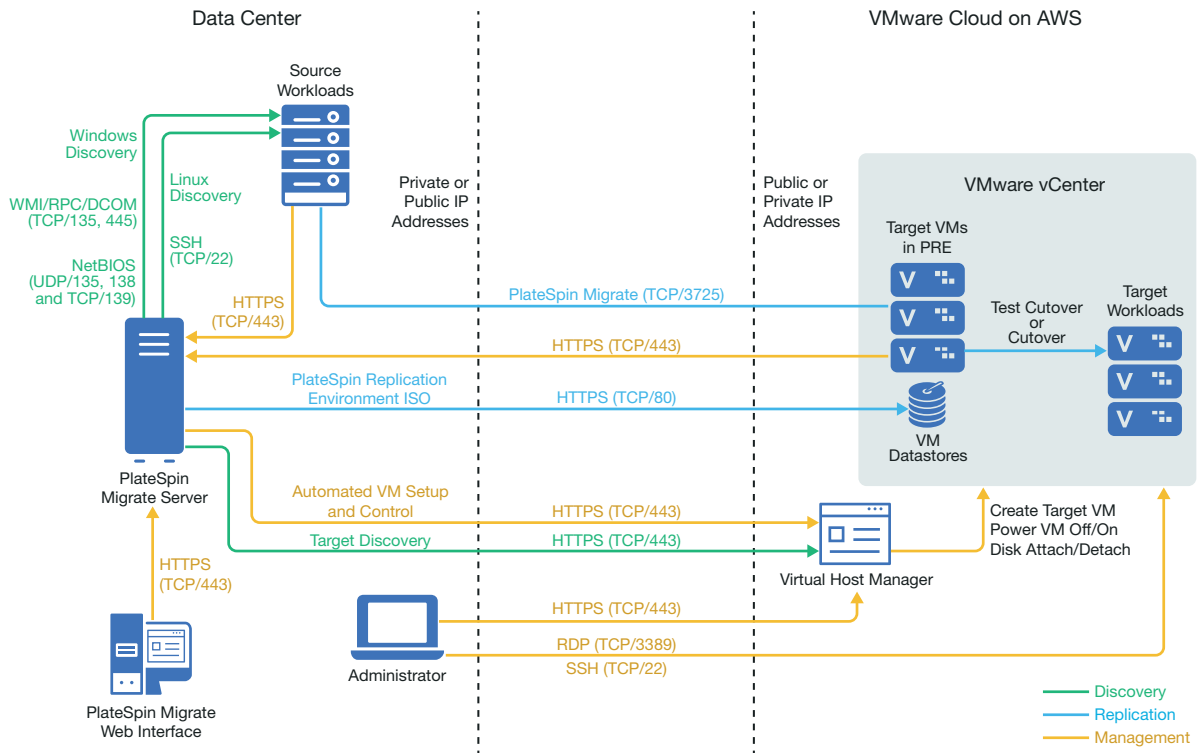 Data Center
VMware Cloud on AWS
Source
Workloads
Windows
Discovery
Linux
Discovery
WMI/RPC/DCOM
(TCP/135, 445)
SSH
(TCP/22)
NetBIOS
(UDP/135, 138
and TCP/139)
HTTPS
(TCP/443)
Private or
Public IP
Addresses
Public or
Private IP
Addresses
VMware vCenter
Target VMs
in PRE
V
V
V
Test Cutover
or
Cutover
Target
Workloads
V
V
V
VM
Datastores
PlateSpin Migrate (TCP/3725)
HTTPS (TCP/443)
PlateSpin Replication
Environment ISO
HTTPS (TCP/80)
PlateSpin
Migrate Server
Automated VM Setup
and Control
HTTPS (TCP/443)
Target Discovery
HTTPS (TCP/443)
Create Target VM
Power VM Off/On
Disk Attach/Detach
Virtual Host Manager
HTTPS
(TCP/443)
HTTPS (TCP/443)
RDP (TCP/3389)
SSH (TCP/22)
Administrator
PlateSpin Migrate
Web Interface
Discovery
Replication
Management